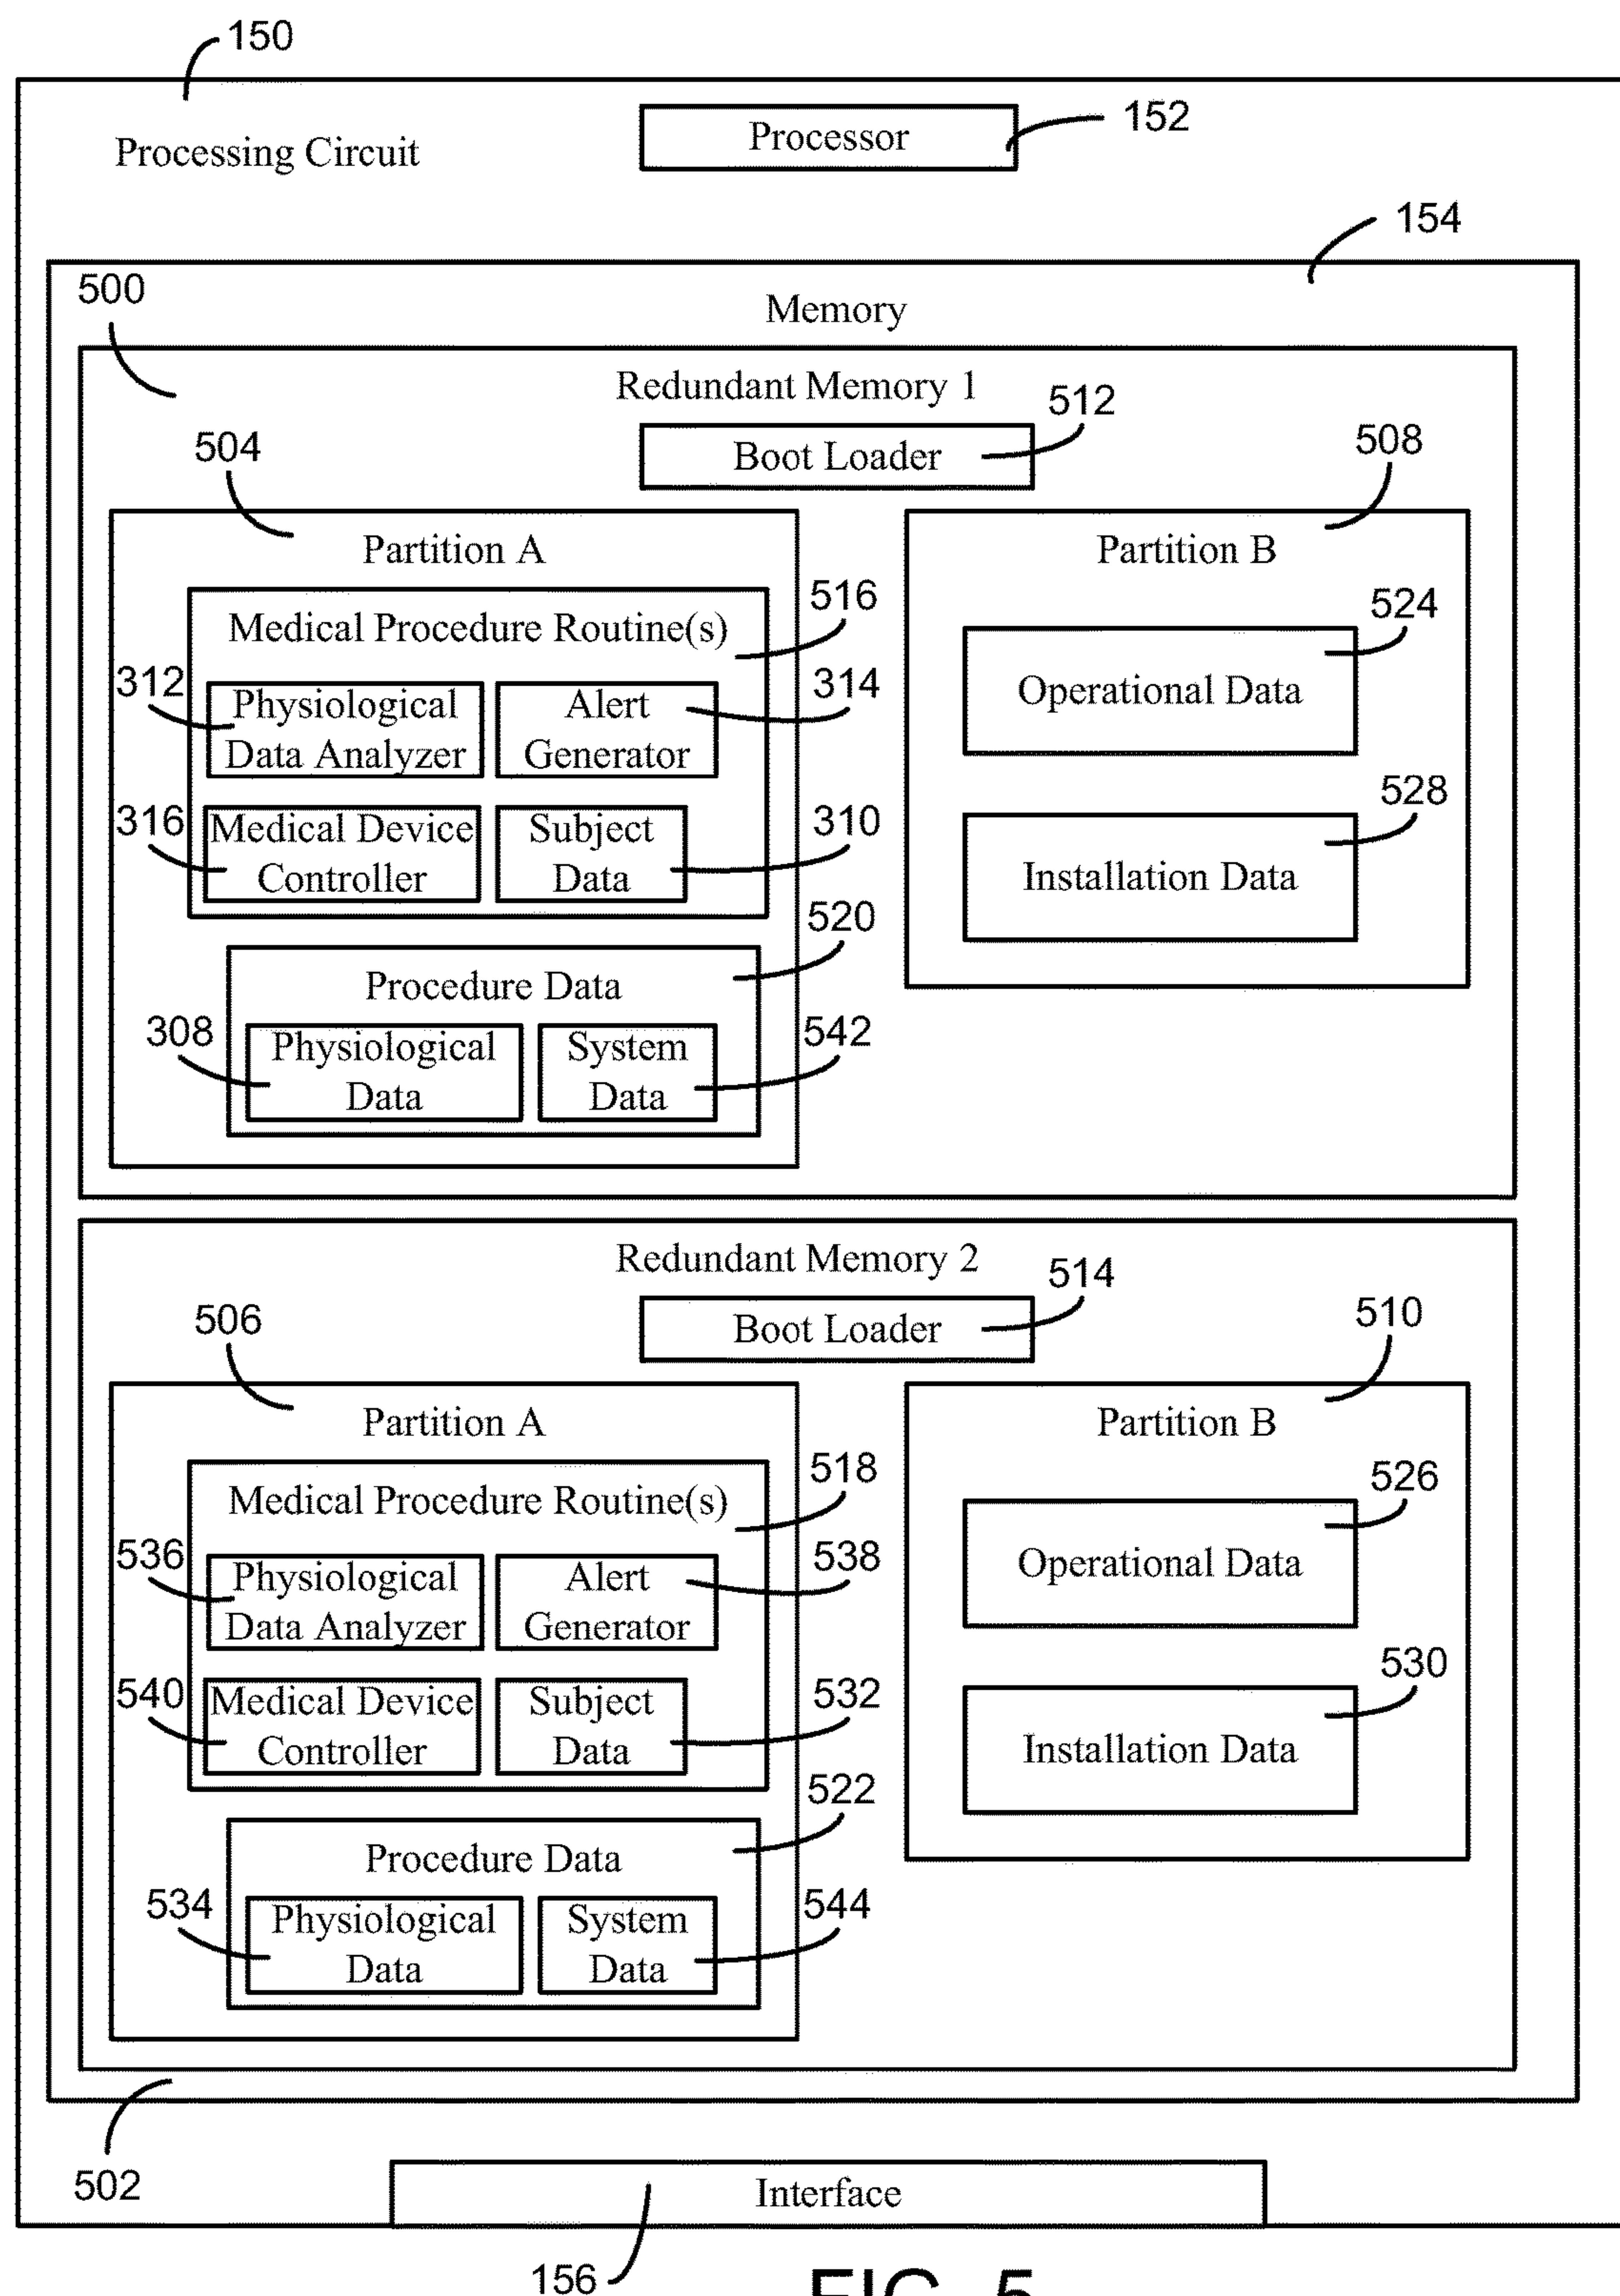 150
Processing Circuit
Processor
152
154
500
Memory
Redundant Memory 1
512
Boot Loader
504
508
Partition A
Partition B
516
Medical Procedure Routine(s)
524
312
Physiological
Data Analyzer
Alert
Generator
314
Operational Data
316
Medical Device
Controller
Subject
Data
310
528
Installation Data
520
Procedure Data
308
Physiological
Data
System
Data
542
Redundant Memory 2
514
Boot Loader
506
510
Partition A
Partition B
518
Medical Procedure Routine(s)
526
536
Physiological
Data Analyzer
Alert
Generator
538
Operational Data
540
Medical Device
Controller
Subject
Data
532
530
Installation Data
522
Procedure Data
534
Physiological
Data
System
Data
544
502
Interface
156
FIG. 5